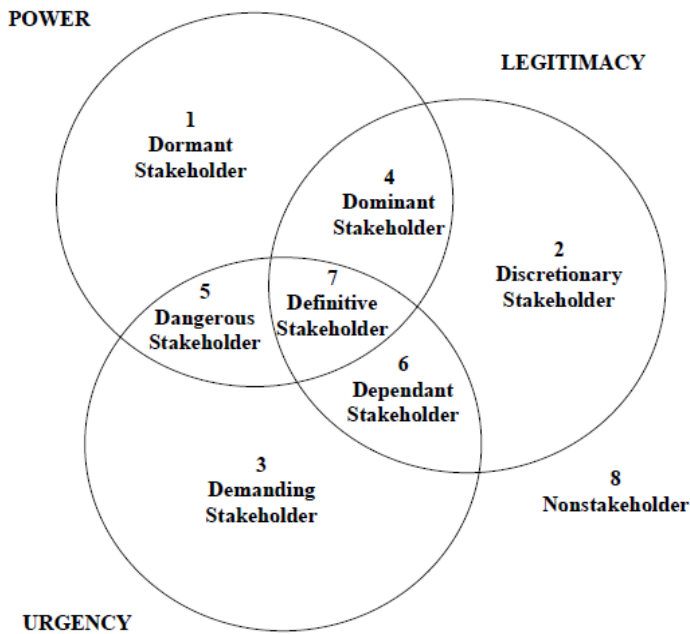 POWER
LEGITIMACY
1
Dormant
Stakeholder
4
Dominant
Stakeholder
2
Discretionary
Stakeholder
5
Dangerous
Stakeholder
7
Definitive
Stakeholder
6
Dependant
Stakeholder
3
Demanding
Stakeholder
8
Nonstakeholder
URGENCY